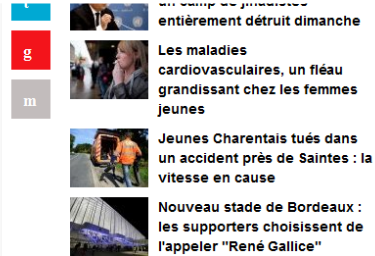 un camp de jihadistes
entièrement détruit dimanche
t
g
m
Les maladies
cardiovasculaires, un fléau
grandissant chez les femmes
jeunes
Jeunes Charentais tués dans
un accident près de Saintes : la
vitesse en cause
Nouveau stade de Bordeaux :
les supporters choisissent de
l'appeler "René Gallice"